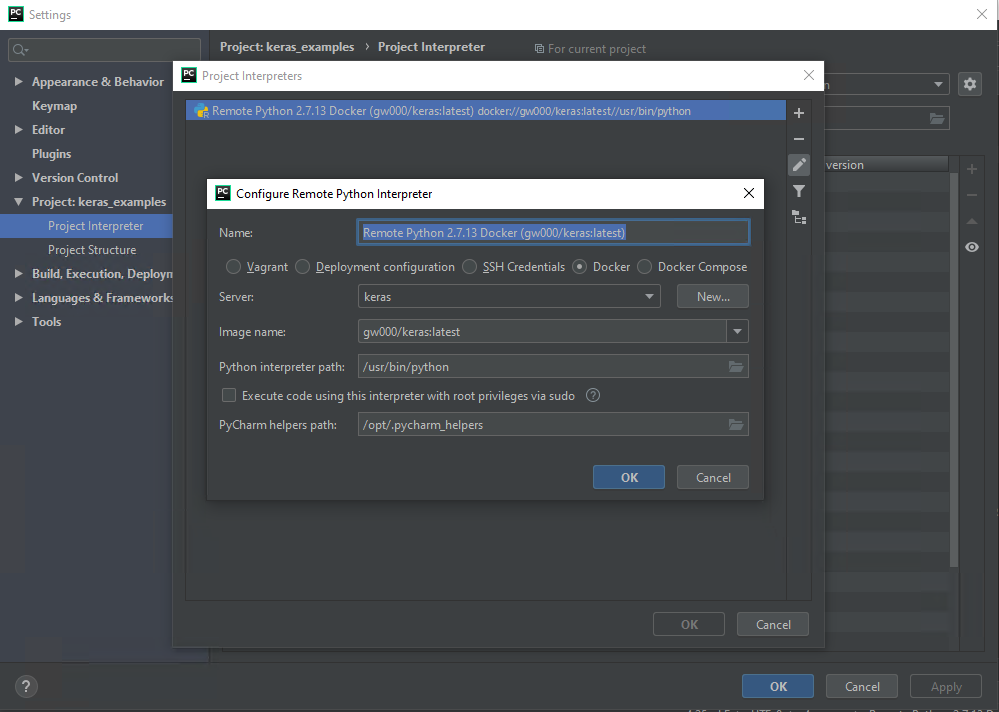 PC Settings
Project: keras_examples › Project Interpreter For current project
Appearance & Behavior
Keymap
Editor
Plugins
Version Control
Project: keras_examples
Project Interpreter
Project Structure
Build, Execution, Deploym
Languages & Frameworks
Tools
PC Project Interpreters
Remote Python 2.7.13 Docker (gw000/keras:latest) docker://gw000/keras:latest//usr/bin/python
version
PC Configure Remote Python Interpreter
Name: Remote Python 2.7.13 Docker (gw000/keras:latest)
Vagrant Deployment configuration SSH Credentials Docker Docker Compose
Server: keras New...
Image name: gw000/keras:latest
Python interpreter path: /usr/bin/python
Execute code using this interpreter with root privileges via sudo ?
PyCharm helpers path: /opt/.pycharm_helpers
OK Cancel
OK Cancel
? OK Cancel Apply